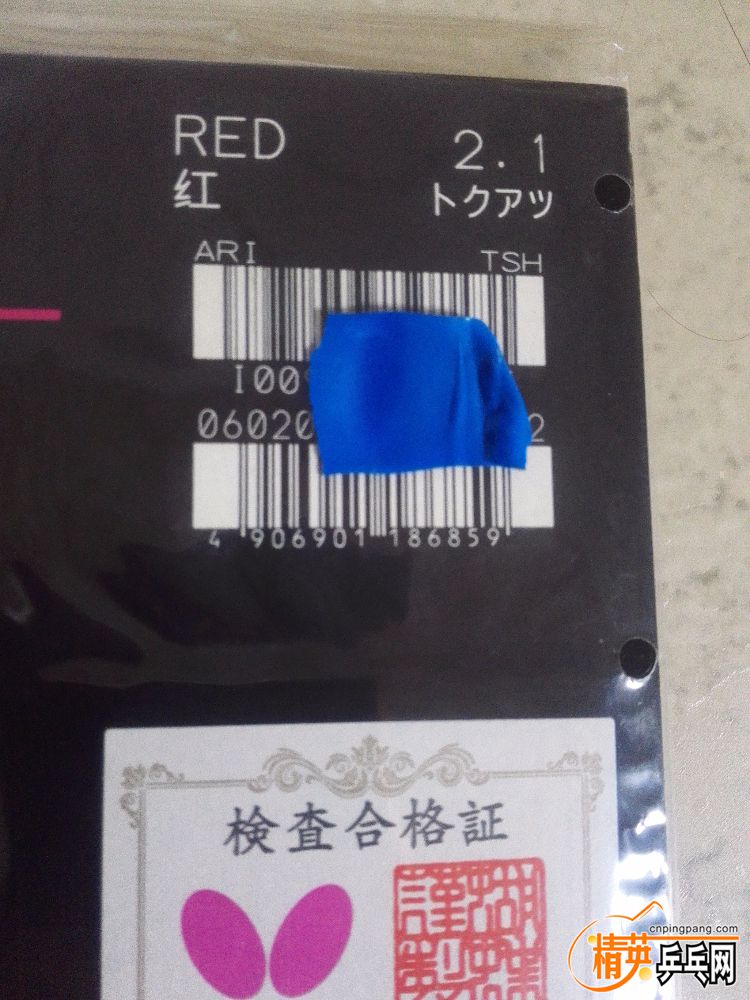 RED
红
2.1
トクアツ
ARI
TSH
I00
06020
2
4 906901 186859
検査合格証
cnpingpang.com
精英乒乓网